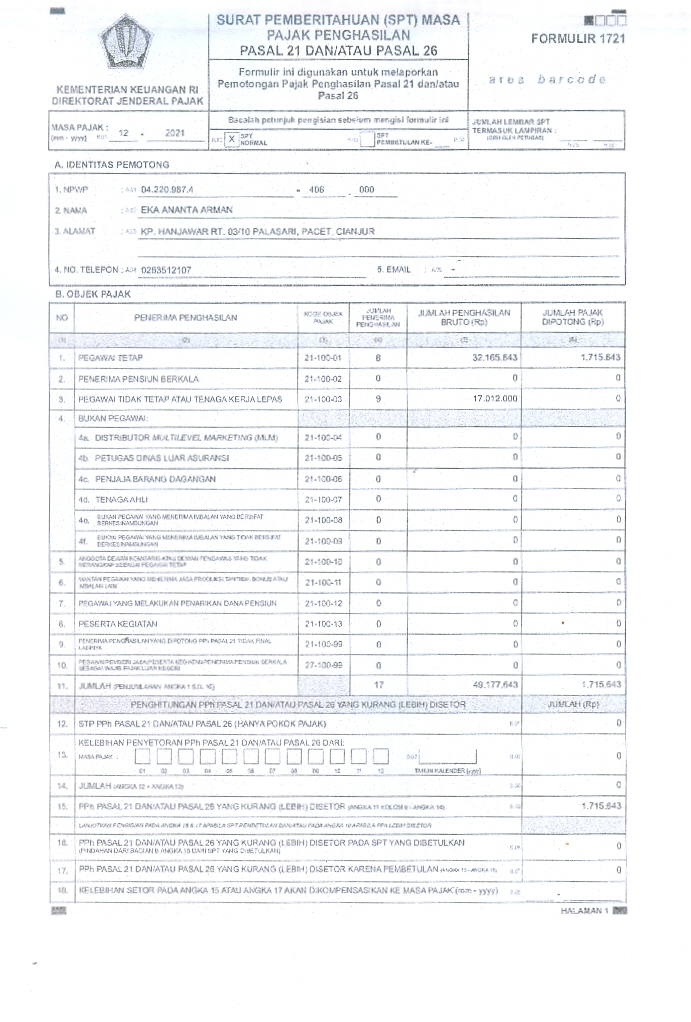 SURAT PEMBERITAHUAN (SPT) MASA
PAJAK PENGHASILAN
PASAL 21 DAN/ATAU PASAL 26
FORMULIR 1721
Formulir ini digunakan untuk melaporkan
Pemotongan Pajak Penghasilan Pasal 21 dan/atau
Pasal 26
area barcode
KEMENTERIAN KEUANGAN RI
DIREKTORAT JENDERAL PAJAK
Bacalah petunjuk pengisian sebelum mengisi formulir ini
MASA PAJAK :
(mm - yyyy) 12 - 2021
X SPT NORMAL
SPT PEMBETULAN KE-
JUMLAH LEMBAR SPT
TERMASUK LAMPIRAN :
(DIISI OLEH PETUGAS)
A. IDENTITAS PEMOTONG
1. NPWP : 04.220.987.4 - 406 . 000
2. NAMA : EKA ANANTA ARMAN
3. ALAMAT : KP. HANJAWAR RT. 03/10 PALASARI, PACET, CIANJUR
4. NO. TELEPON : 0263512107 5. EMAIL : -
B. OBJEK PAJAK
NO PENERIMA PENGHASILAN KODE OBJEK PAJAK JUMLAH PENERIMA PENGHASILAN JUMLAH PENGHASILAN BRUTO (Rp) JUMLAH PAJAK DIPOTONG (Rp)
(1) (2) (3) (4) (5) (6)
1. PEGAWAI TETAP 21-100-01 8 32.165.643 1.715.643
2. PENERIMA PENSIUN BERKALA 21-100-02 0 0 0
3. PEGAWAI TIDAK TETAP ATAU TENAGA KERJA LEPAS 21-100-03 9 17.012.000 0
4. BUKAN PEGAWAI:
4a. DISTRIBUTOR MULTILEVEL MARKETING (MLM) 21-100-04 0 0 0
4b. PETUGAS DINAS LUAR ASURANSI 21-100-05 0 0 0
4c. PENJAJA BARANG DAGANGAN 21-100-06 0 0 0
4d. TENAGA AHLI 21-100-07 0 0 0
4e. BUKAN PEGAWAI YANG MENERIMA IMBALAN YANG BERSIFAT BERKESINAMBUNGAN 21-100-08 0 0 0
4f. BUKAN PEGAWAI YANG MENERIMA IMBALAN YANG TIDAK BERSIFAT BERKESINAMBUNGAN 21-100-09 0 0 0
5. ANGGOTA DEWAN KOMISARIS ATAU DEWAN PENGAWAS YANG TIDAK MERANGKAP SEBAGAI PEGAWAI TETAP 21-100-10 0 0 0
6. MANTAN PEGAWAI YANG MENERIMA JASA PRODUKSI, TANTIEM, BONUS ATAU IMBALAN LAIN 21-100-11 0 0 0
7. PEGAWAI YANG MELAKUKAN PENARIKAN DANA PENSIUN 21-100-12 0 0 0
8. PESERTA KEGIATAN 21-100-13 0 0 0
9. PENERIMA PENGHASILAN YANG DIPOTONG PPh PASAL 21 TIDAK FINAL LAINNYA 21-100-99 0 0 0
10. 27-100-99 0 0 0
11. JUMLAH (PENJUMLAHAN ANGKA 1 S.D. 10) 17 49.177.643 1.715.643
PENGHITUNGAN PPh PASAL 21 DAN/ATAU PASAL 26 YANG KURANG (LEBIH) DISETOR JUMLAH (Rp)
12. STP PPh PASAL 21 DAN/ATAU PASAL 26 (HANYA POKOK PAJAK) 0
13. KELEBIHAN PENYETORAN PPh PASAL 21 DAN/ATAU PASAL 26 DARI: 0
MASA PAJAK :
01 02 03 04 05 06 07 08 09 10 11 12 TAHUN KALENDER (yyyy)
14. JUMLAH (ANGKA 12 + ANGKA 13) 0
15. PPh PASAL 21 DAN/ATAU PASAL 26 YANG KURANG (LEBIH) DISETOR (ANGKA 11 KOLOM 6 - ANGKA 14) 1.715.643
LANJUTKAN PENGISIAN PADA ANGKA 16 & 17 APABILA SPT PEMBETULAN DAN/ATAU PADA ANGKA 18 APABILA PPh LEBIH DISETOR
16. PPh PASAL 21 DAN/ATAU PASAL 26 YANG KURANG (LEBIH) DISETOR PADA SPT YANG DIBETULKAN 0
(PINDAHAN DARI BAGIAN B ANGKA 15 DARI SPT YANG DIBETULKAN)
17. PPh PASAL 21 DAN/ATAU PASAL 26 YANG KURANG (LEBIH) DISETOR KARENA PEMBETULAN (ANGKA 15 - ANGKA 16) 0
18. KELEBIHAN SETOR PADA ANGKA 15 ATAU ANGKA 17 AKAN DIKOMPENSASIKAN KE MASA PAJAK (mm - yyyy) -
HALAMAN 1